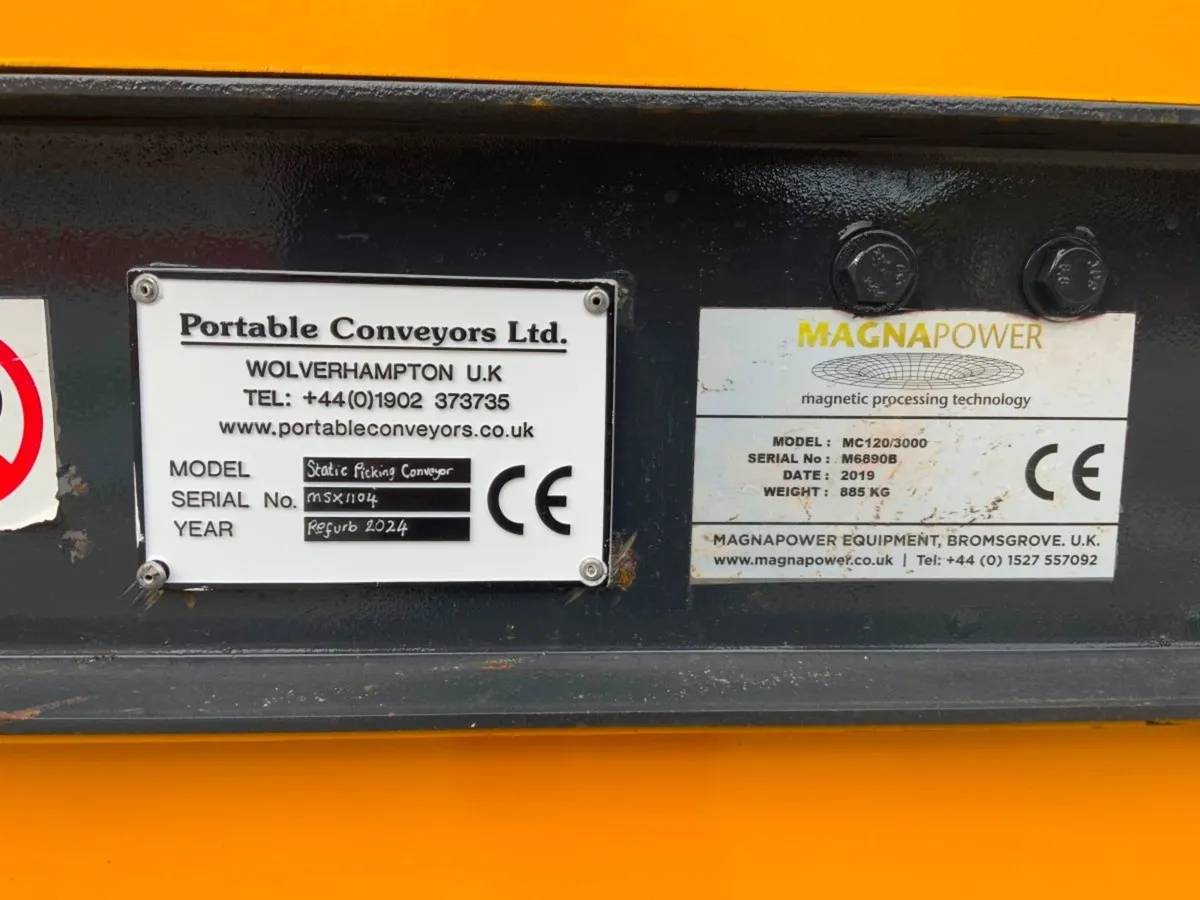 Portable Conveyors Ltd.
WOLVERHAMPTON U.K
TEL: +44(0)1902 373735
www.portableconveyors.co.uk
MODEL Static Picking Conveyor
SERIAL No. MSX1104
YEAR Refurb 2024
CE
MAGNAPOWER
magnetic processing technology
MODEL : MC120/3000
SERIAL No : M6890B
DATE : 2019
WEIGHT : 885 KG
CE
MAGNAPOWER EQUIPMENT, BROMSGROVE. U.K.
www.magnapower.co.uk | Tel: +44 (0) 1527 557092